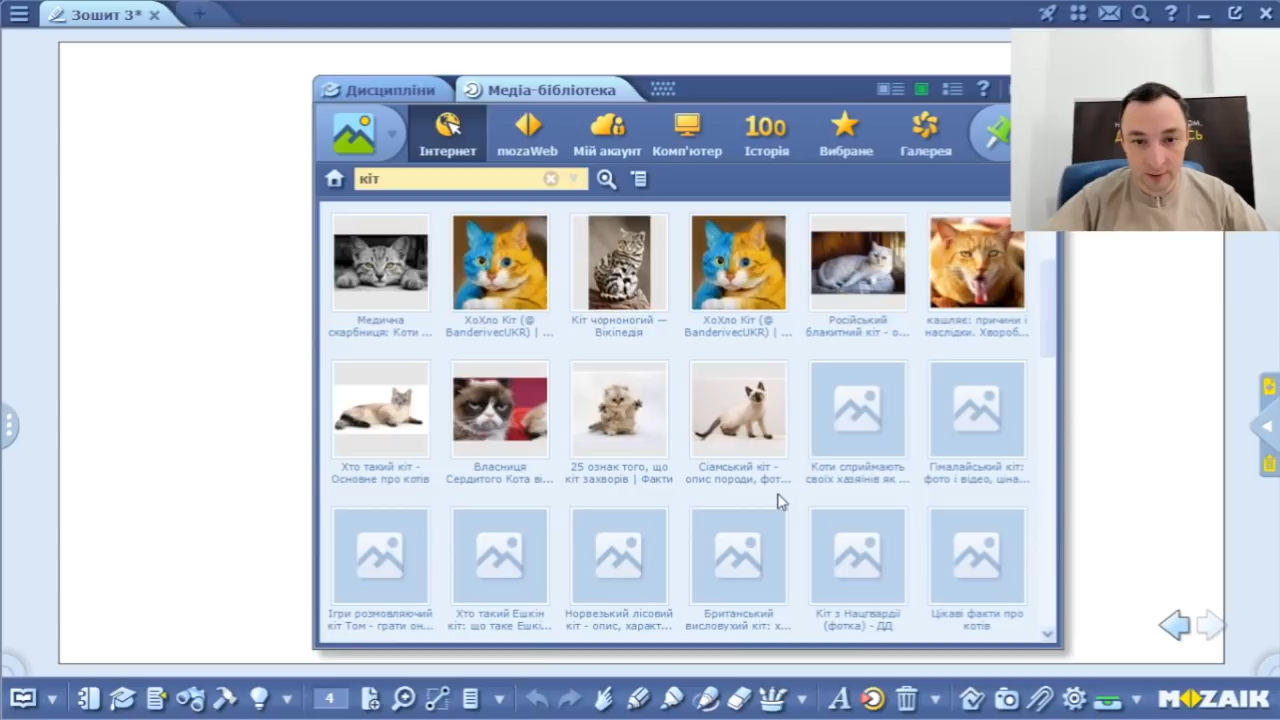 Зошит 3*
Дисципліни
Медіа-бібліотека
Інтернет
mozaWeb
Мій акаунт
Комп'ютер
100
Історія
Вибране
Галерея
кіт
Медична
скарбниця: Коти ...
ХоХло Кіт (@
BanderivecUKR) | ...
Кіт чорноногий —
Вікіпедія
ХоХло Кіт (@
BanderivecUKR) | ...
Російський
блакитний кіт - о...
кашляє: причини і
наслідки. Хвороб...
Хто такий кіт -
Основне про котів
Власниця
Сердитого Кота ві...
25 ознак того, що
кіт захворів | Факти
Сіамський кіт -
опис породи, фот...
Коти сприймають
своїх хазяїнів як ...
Гімалайський кіт:
фото і відео, ціна...
Ігри розмовляючий
кіт Том - грати он...
Хто такий Ешкін
кіт: що таке Ешкі...
Норвезький лісовий
кіт - опис, характ...
Британський
висловухий кіт: х...
Кіт з Нацгвардії
(фотка) - ДД
Цікаві факти про
котів
4
MOZAIK